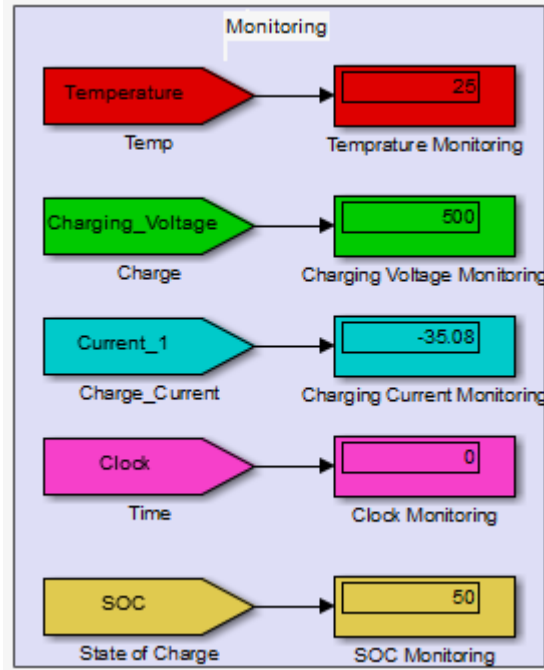 Monitoring
Temperature
25
Temp
Temprature Monitoring
Charging_Voltage
500
Charge
Charging Voltage Monitoring
Current_1
-35.08
Charge_Current
Charging Current Monitoring
Clock
0
Time
Clock Monitoring
SOC
50
State of Charge
SOC Monitoring